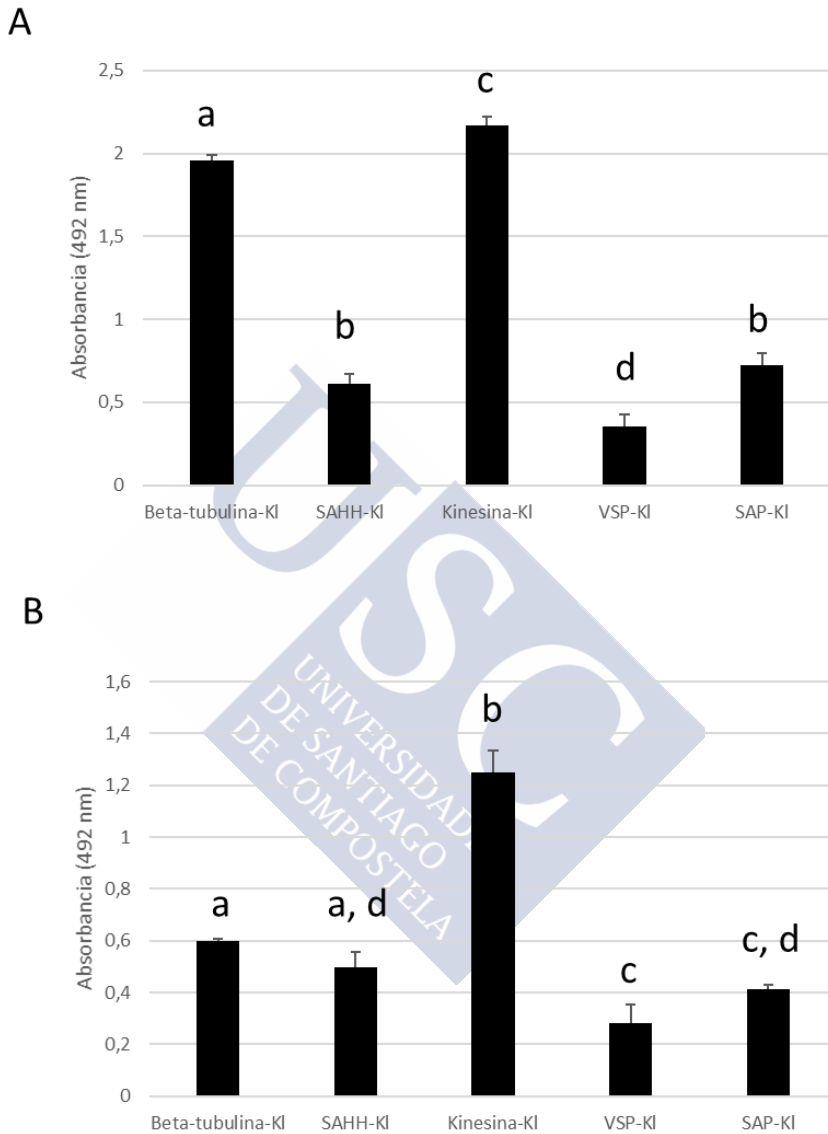 A
Absorbancia (492 nm)
2,5
2
1,5
1
0,5
0
a
b
c
d
b
Beta-tubulina-Kl
SAHH-Kl
Kinesina-Kl
VSP-Kl
SAP-Kl
B
Absorbancia (492 nm)
1,6
1,4
1,2
1
0,8
0,6
0,4
0,2
0
a
a, d
b
c
c, d
Beta-tubulina-Kl
SAHH-Kl
Kinesina-Kl
VSP-Kl
SAP-Kl
USC
UNIVERSIDADE
DE SANTIAGO
DE COMPOSTELA